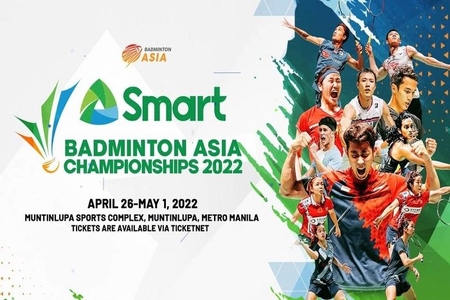 BADMINTON
ASIA
Smart
BADMINTON ASIA
CHAMPIONSHIPS 2022
APRIL 26-MAY 1, 2022
MUNTINLUPA SPORTS COMPLEX, MUNTINLUPA, METRO MANILA
TICKETS ARE AVAILABLE VIA TICKETNET